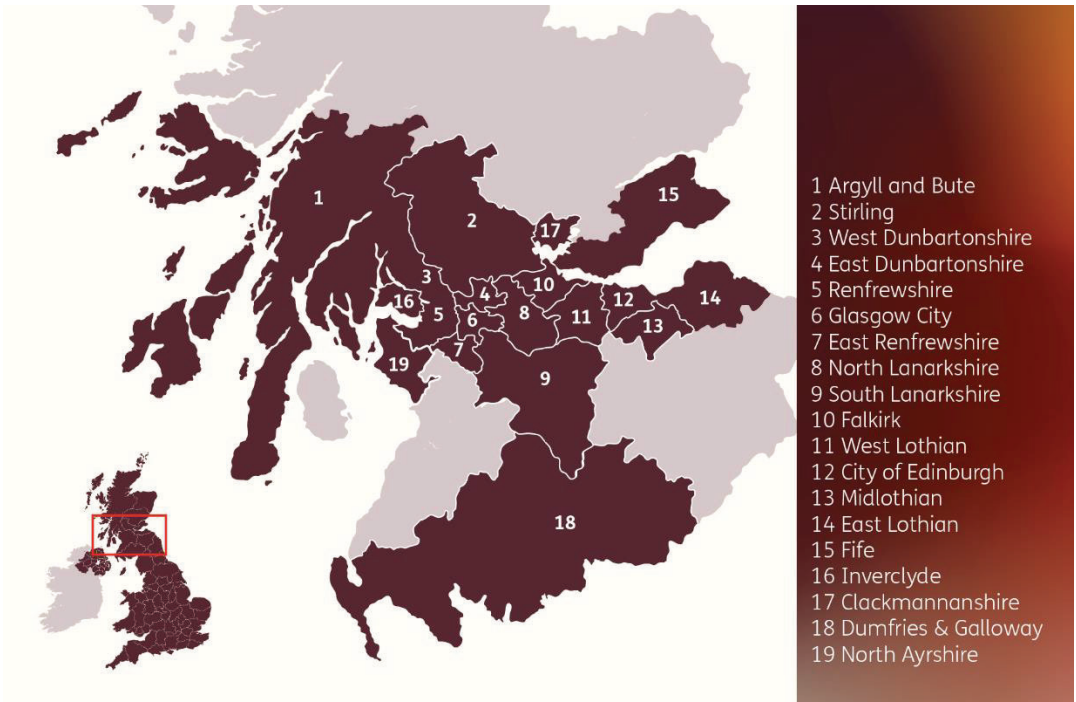 1
2
15
17
3
10
16
4
12
14
5
6
8
11
13
7
19
9
18
1 Argyll and Bute
2 Stirling
3 West Dunbartonshire
4 East Dunbartonshire
5 Renfrewshire
6 Glasgow City
7 East Renfrewshire
8 North Lanarkshire
9 South Lanarkshire
10 Falkirk
11 West Lothian
12 City of Edinburgh
13 Midlothian
14 East Lothian
15 Fife
16 Inverclyde
17 Clackmannanshire
18 Dumfries & Galloway
19 North Ayrshire